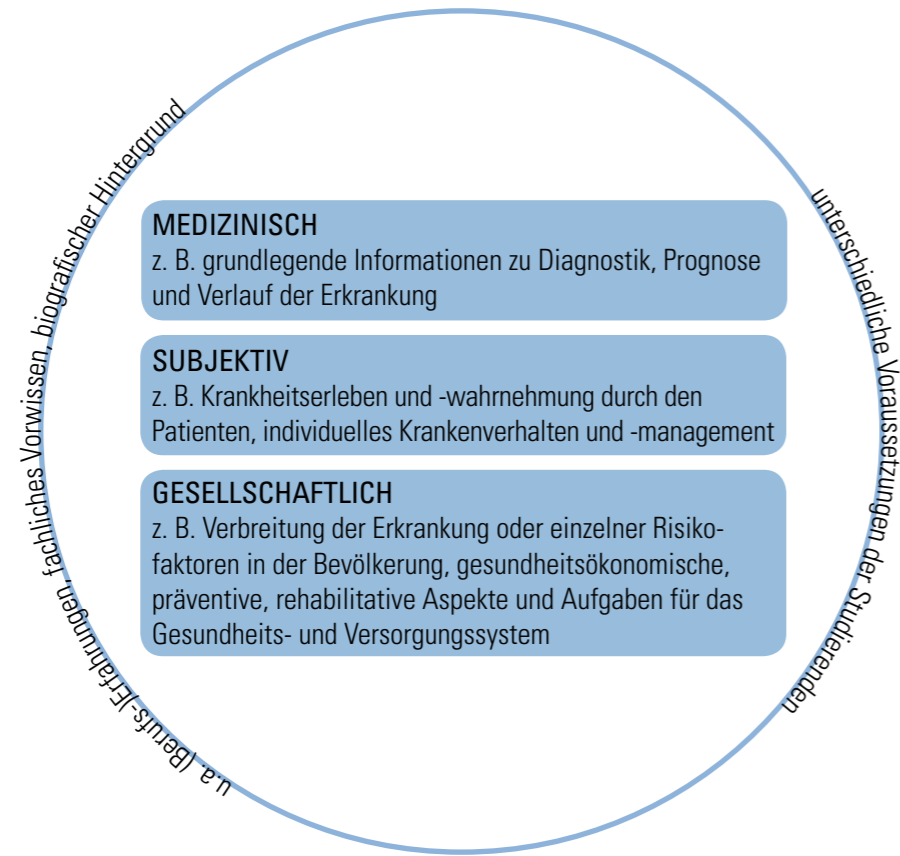 u.a. (Berufs-)Erfahrungen, fachliches Vorwissen, biografischer Hintergrund
unterschiedliche Voraussetzungen der Studierenden
MEDIZINISCH
z. B. grundlegende Informationen zu Diagnostik, Prognose
und Verlauf der Erkrankung
SUBJEKTIV
z. B. Krankheitserleben und -wahrnehmung durch den
Patienten, individuelles Krankenverhalten und -management
GESELLSCHAFTLICH
z. B. Verbreitung der Erkrankung oder einzelner Risiko-
faktoren in der Bevölkerung, gesundheitsökonomische,
präventive, rehabilitative Aspekte und Aufgaben für das
Gesundheits- und Versorgungssystem